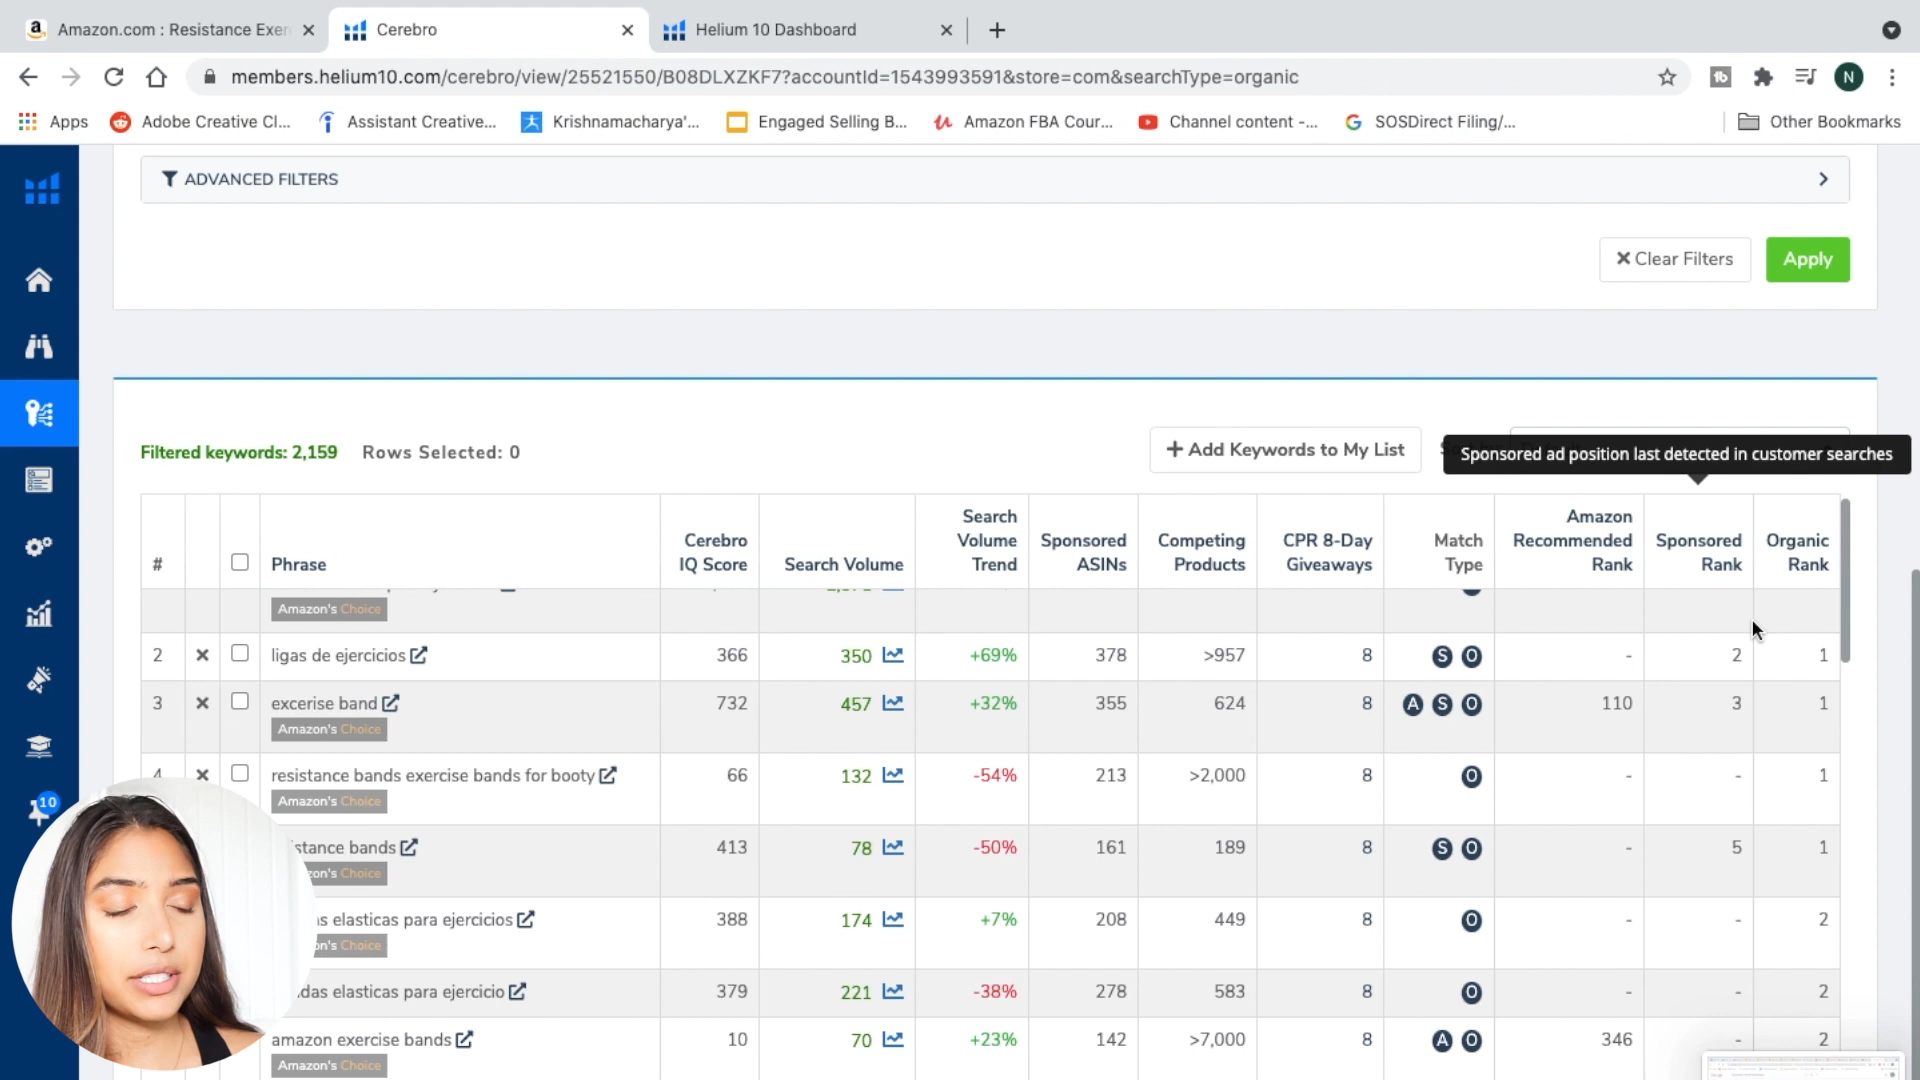 Amazon.com : Resistance Exer
Cerebro
Helium 10 Dashboard
members.helium10.com/cerebro/view/25521550/B08DLXZKF7?accountId=1543993591&store=com&searchType=organic
N
Apps
Adobe Creative Cl...
Assistant Creative...
Krishnamacharya'...
Engaged Selling B...
Amazon FBA Cour...
Channel content -...
SOSDirect Filing/...
Other Bookmarks
ADVANCED FILTERS
Clear Filters
Apply
Filtered keywords: 2,159 Rows Selected: 0
+ Add Keywords to My List
Sponsored ad position last detected in customer searches
# Phrase Cerebro IQ Score Search Volume Search Volume Trend Sponsored ASINs Competing Products CPR 8-Day Giveaways Match Type Amazon Recommended Rank Sponsored Rank Organic Rank
Amazon's Choice
2 ligas de ejercicios 366 350 +69% 378 >957 8 S O - 2 1
3 excerise band 732 457 +32% 355 624 8 A S O 110 3 1
Amazon's Choice
4 resistance bands exercise bands for booty 66 132 -54% 213 >2,000 8 O - - 1
Amazon's Choice
stance bands 413 78 -50% 161 189 8 S O - 5 1
zon's Choice
as elasticas para ejercicios 388 174 +7% 208 449 8 O - - 2
on's Choice
das elasticas para ejercicio 379 221 -38% 278 583 8 O - - 2
amazon exercise bands 10 70 +23% 142 >7,000 8 A O 346 - 2
Amazon's Choice
10